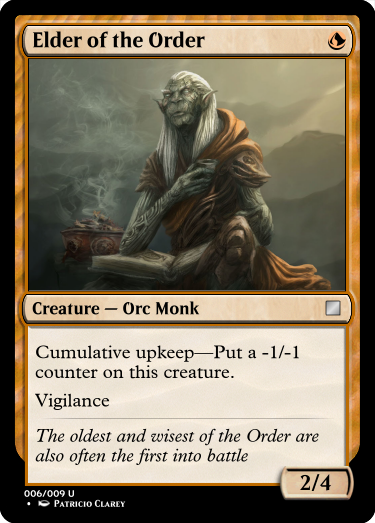 Elder of the Order
Creature — Orc Monk
Cumulative upkeep—Put a -1/-1
counter on this creature.
Vigilance
The oldest and wisest of the Order are
also often the first into battle
2/4
006/009 U
• Patricio Clarey